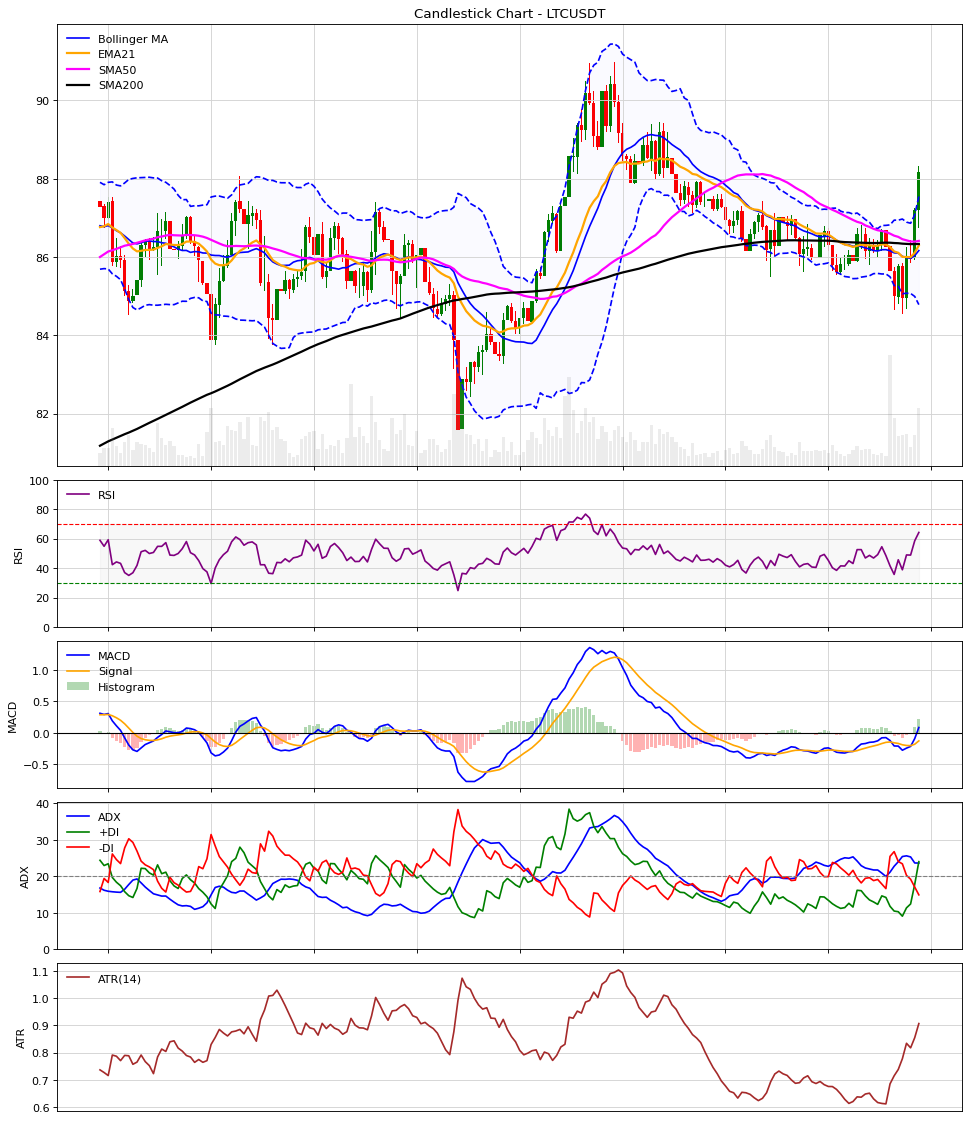 Candlestick Chart - LTCUSDT
Bollinger MA
EMA21
SMA50
SMA200
90
88
86
84
82
100
80
60
40
20
0
RSI
RSI
1.0
0.5
0.0
−0.5
MACD
MACD
Signal
Histogram
40
30
20
10
0
ADX
ADX
+DI
-DI
1.1
1.0
0.9
0.8
0.7
0.6
ATR
ATR(14)